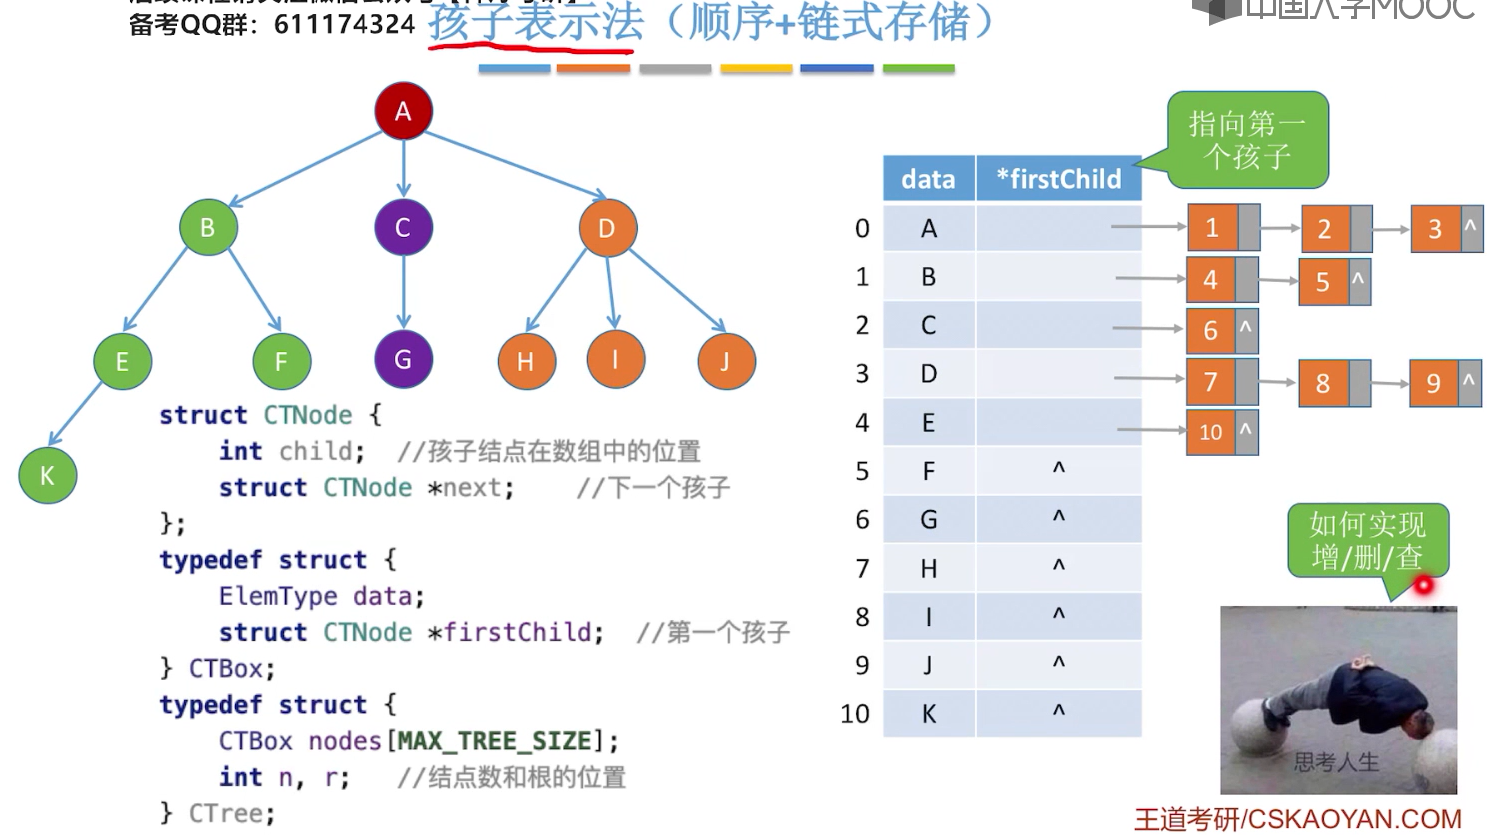 备考QQ群：611174324
孩子表示法（顺序+链式存储）
中国大学MOOC
A
B
C
D
E
F
G
H
I
J
K
struct CTNode {
int child; //孩子结点在数组中的位置
struct CTNode *next; //下一个孩子
};
typedef struct {
ElemType data;
struct CTNode *firstChild; //第一个孩子
} CTBox;
typedef struct {
CTBox nodes[MAX_TREE_SIZE];
int n, r; //结点数和根的位置
} CTree;
指向第一
个孩子
data *firstChild
0 A 1 2 3 ^
1 B 4 5 ^
2 C 6 ^
3 D 7 8 9 ^
4 E 10 ^
5 F ^
6 G ^
7 H ^
8 I ^
9 J ^
10 K ^
如何实现
增/删/查
思考人生
王道考研/CSKAOYAN.COM